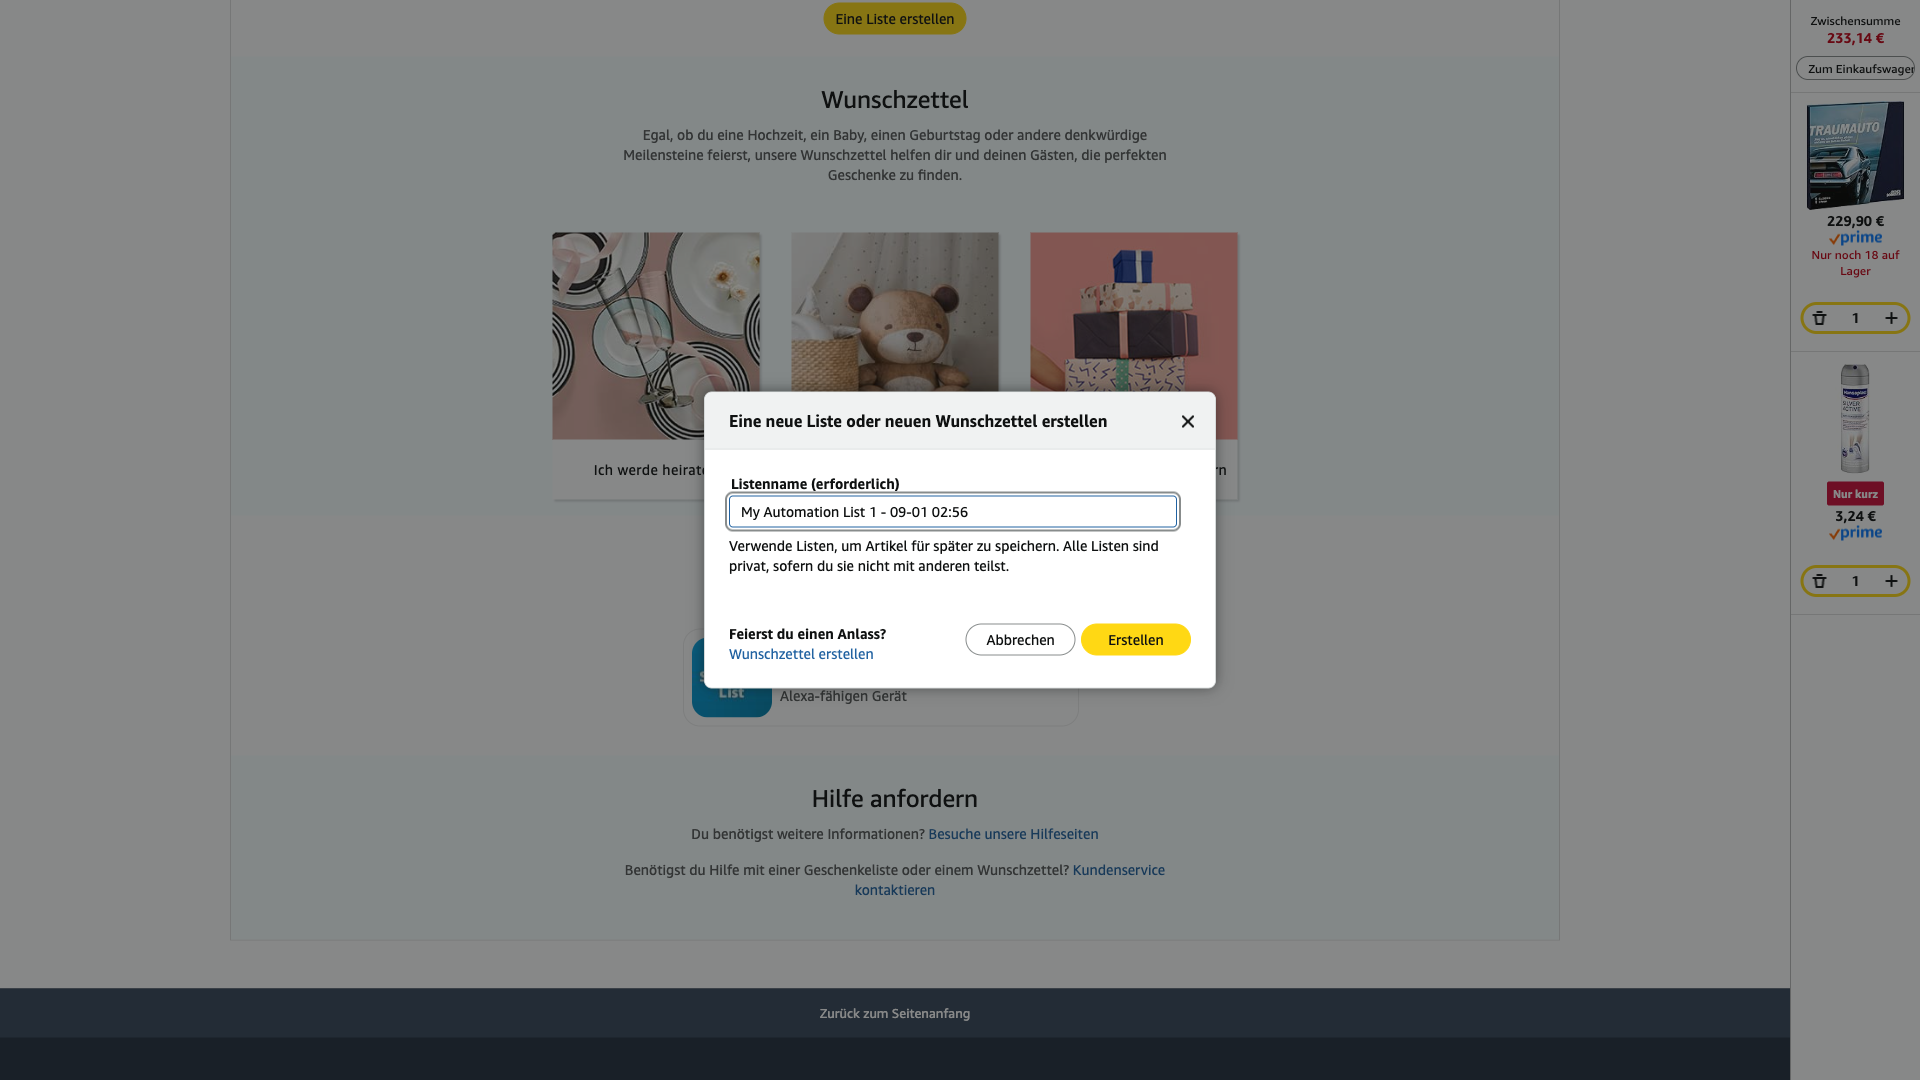 Eine Liste erstellen
Wunschzettel
Egal, ob du eine Hochzeit, ein Baby, einen Geburtstag oder andere denkwürdige
Meilensteine feierst, unsere Wunschzettel helfen dir und deinen Gästen, die perfekten
Geschenke zu finden.
Eine neue Liste oder neuen Wunschzettel erstellen
Listenname (erforderlich)
My Automation List 1 - 09-01 02:56
Verwende Listen, um Artikel für später zu speichern. Alle Listen sind
privat, sofern du sie nicht mit anderen teilst.
Feierst du einen Anlass?
Wunschzettel erstellen
Abbrechen
Erstellen
Ich werde heirat
rn
List
Alexa-fähigen Gerät
Hilfe anfordern
Du benötigst weitere Informationen? Besuche unsere Hilfeseiten
Benötigst du Hilfe mit einer Geschenkeliste oder einem Wunschzettel? Kundenservice
kontaktieren
Zurück zum Seitenanfang
Zwischensumme
233,14 €
Zum Einkaufswagen
TRAUMAUTO
229,90 €
prime
Nur noch 18 auf
Lager
1
SILVER
ACTIVE
Nur kurz
3,24 €
prime
1